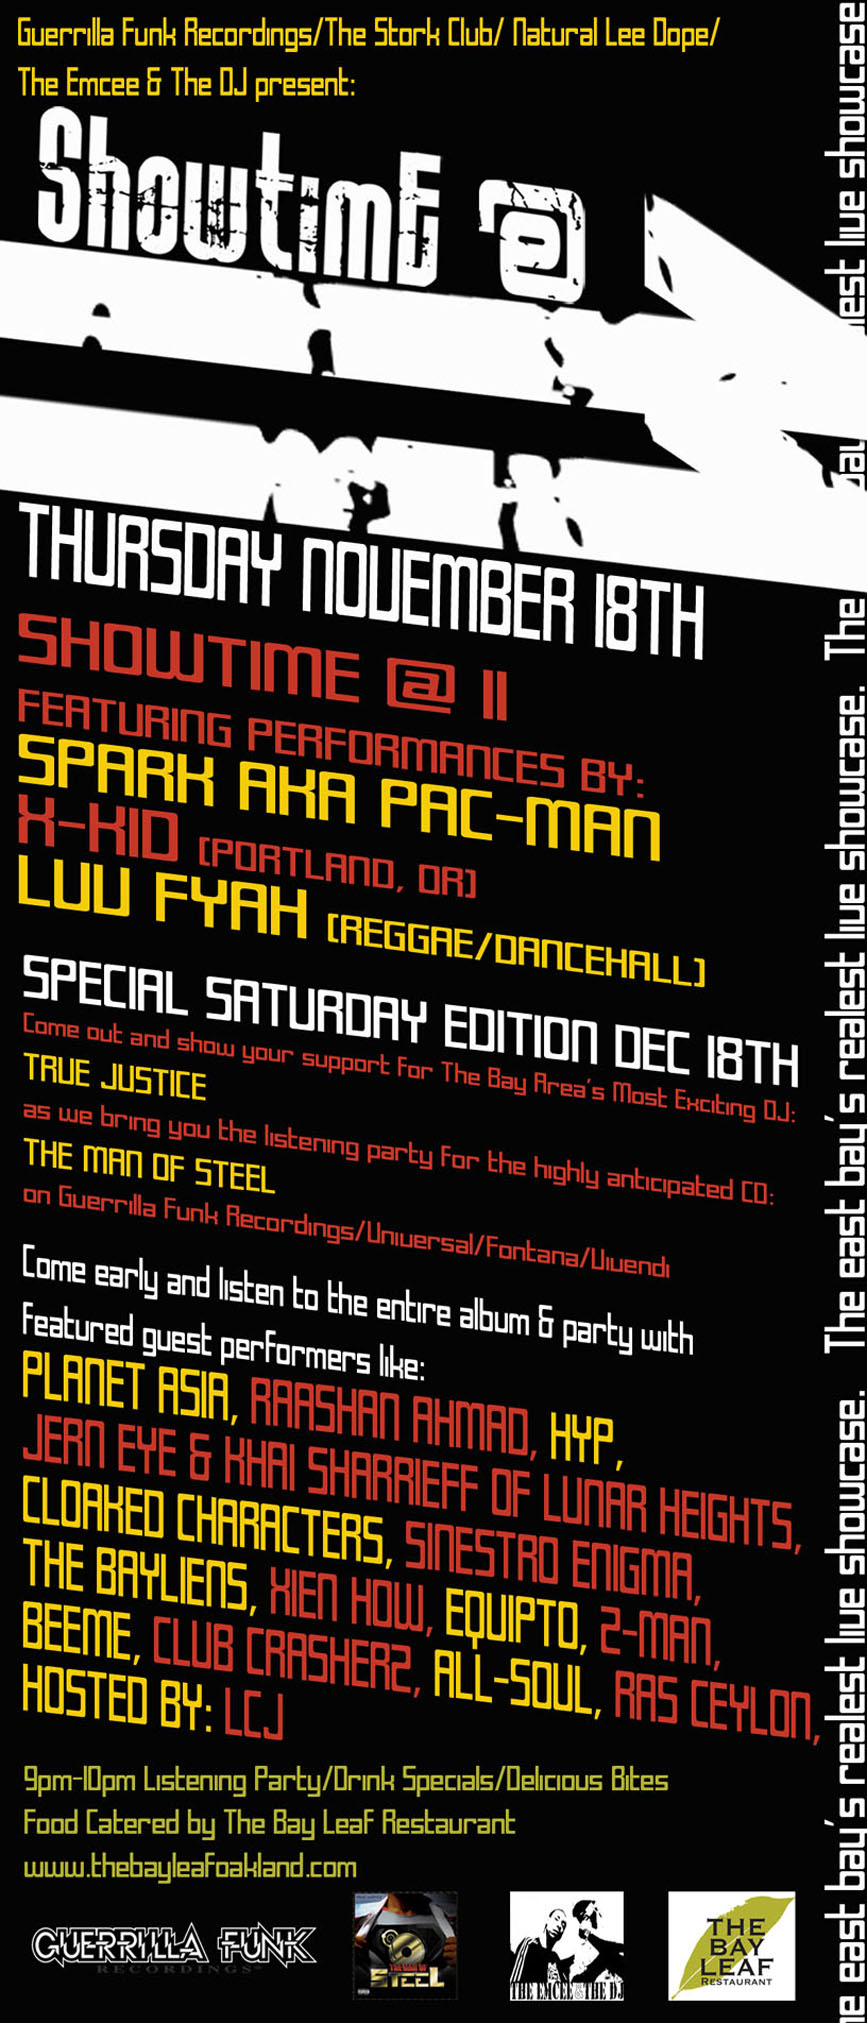 Guerrilla Funk Recordings/The Stork Club/ Natural Lee Dope/
The Emcee & The DJ present:
ShowtimE @
THURSDAY NOVEMBER 18TH
SHOWTIME @ 11
FEATURING PERFORMANCES BY:
SPARK AKA PAC-MAN
X-KID (PORTLAND, OR)
LUV FYAH (REGGAE/DANCEHALL)
SPECIAL SATURDAY EDITION DEC 18TH
Come out and show your support for The Bay Area's Most Exciting DJ:
TRUE JUSTICE
as we bring you the listening party for the highly anticipated CD:
THE MAN OF STEEL
on Guerrilla Funk Recordings/Universal/Fontana/Vivendi
Come early and listen to the entire album & party with
featured guest performers like:
PLANET ASIA, RAASHAN AHMAD, HYP,
JERN EYE & KHAI SHARRIEFF OF LUNAR HEIGHTS,
CLOAKED CHARACTERS, SINESTRO ENIGMA,
THE BAYLIENS, XIEN HOW, EQUIPTO, Z-MAN,
BEEME, CLUB CRASHERZ, ALL-SOUL, RAS CEYLON,
HOSTED BY: LCJ
9pm-10pm Listening Party/Drink Specials/Delicious Bites
Food Catered by The Bay Leaf Restaurant
www.thebayleafoakland.com
GUERRILLA FUNK
RECORDINGS
THE MAN OF
STEEL
THE EMCEE & THE DJ
THE
BAY
LEAF
RESTAURANT
he east bay's realest live showcase. The east bay's realest live showcase. The bay lest live showcase